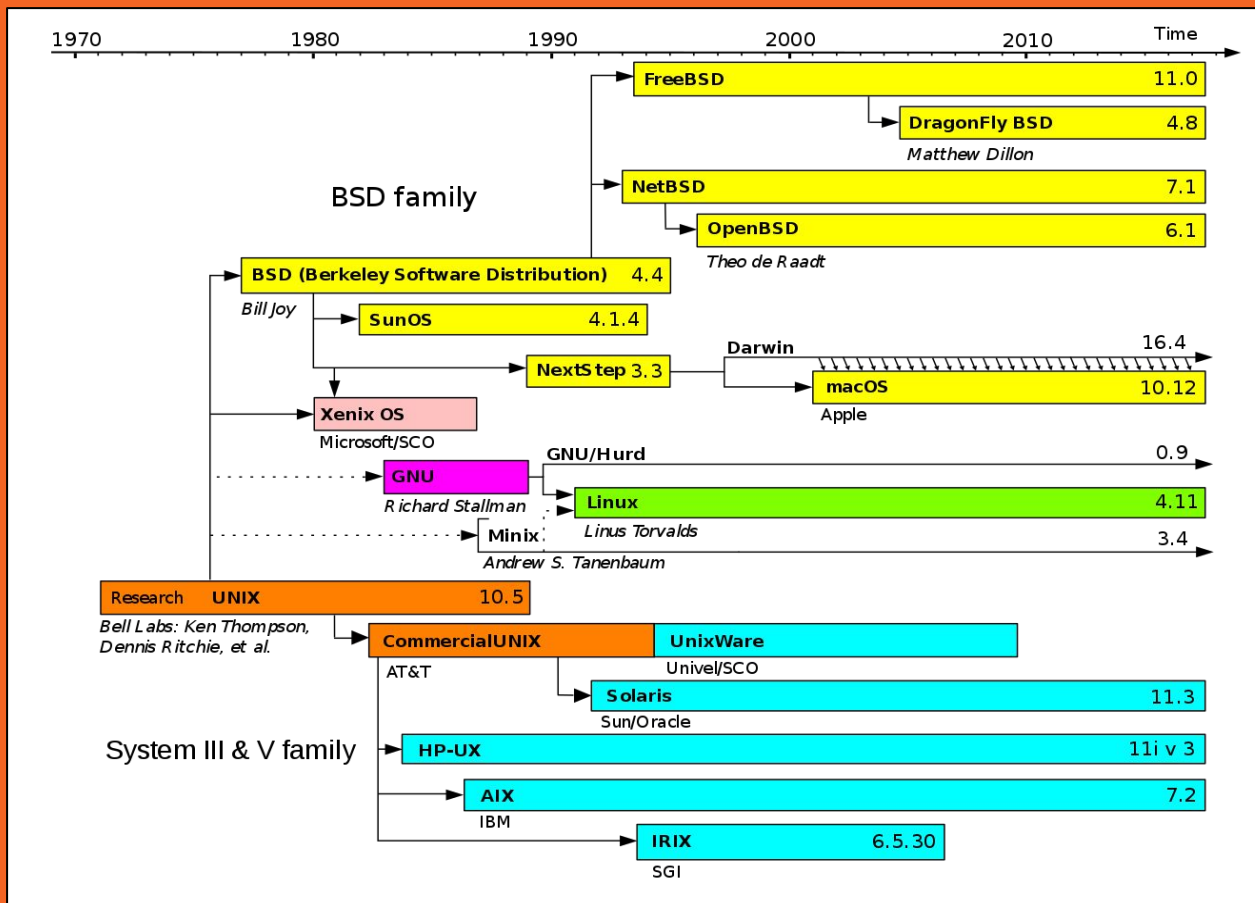 1970 1980 1990 2000 2010 Time
FreeBSD 11.0
DragonFly BSD 4.8
Matthew Dillon
BSD family
NetBSD 7.1
OpenBSD 6.1
Theo de Raadt
BSD (Berkeley Software Distribution) 4.4
Bill Joy
SunOS 4.1.4
Darwin 16.4
NextStep 3.3
macOS 10.12
Apple
Xenix OS
Microsoft/SCO
GNU/Hurd 0.9
GNU
Richard Stallman
Linux 4.11
Linus Torvalds
Minix 3.4
Andrew S. Tanenbaum
Research UNIX 10.5
Bell Labs: Ken Thompson,
Dennis Ritchie, et al.
CommercialUNIX UnixWare
AT&T Univel/SCO
Solaris 11.3
Sun/Oracle
System III & V family
HP-UX 11i v 3
AIX 7.2
IBM
IRIX 6.5.30
SGI